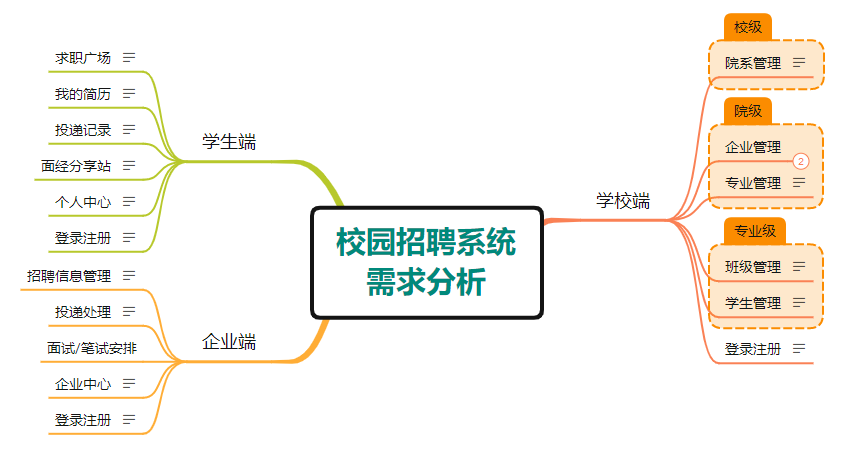 校园招聘系统
需求分析
学生端
求职广场
我的简历
投递记录
面经分享站
个人中心
登录注册
企业端
招聘信息管理
投递处理
面试/笔试安排
企业中心
登录注册
学校端
校级
院系管理
院级
企业管理
2
专业管理
专业级
班级管理
学生管理
登录注册